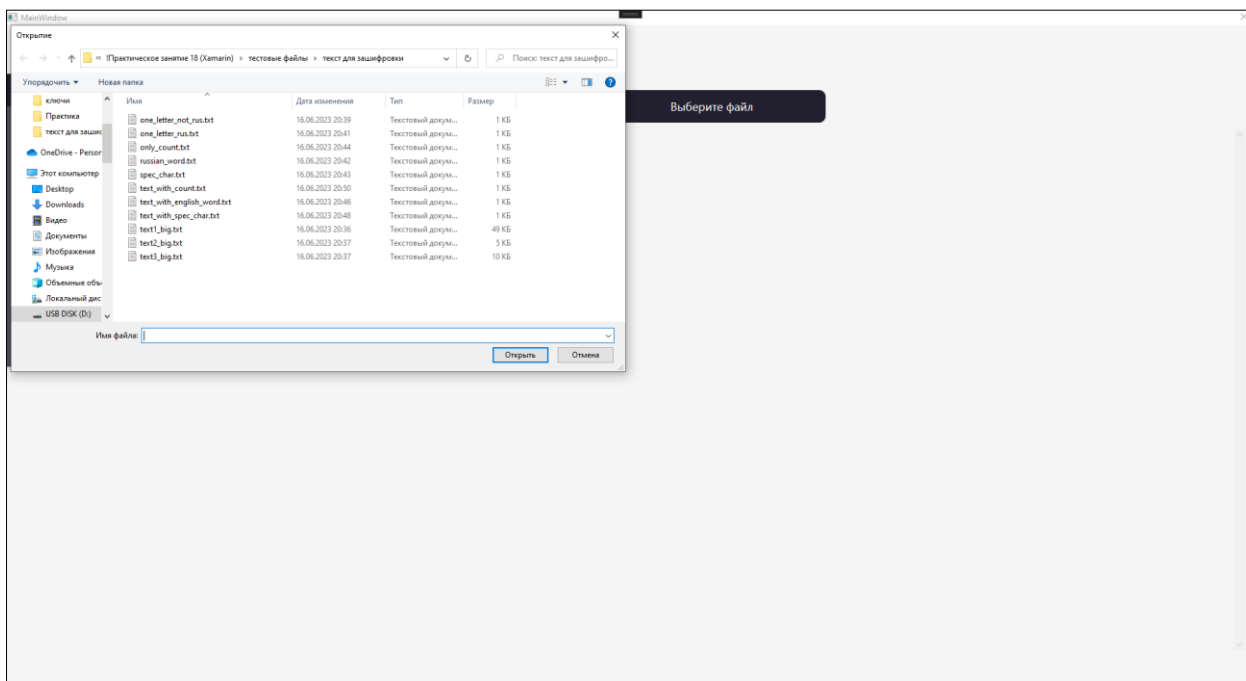 MainWindow
Открытие
« !Практическое занятие 18 (Xamarin) > тестовые файлы > текст для зашифровки
Поиск: текст для зашифро...
Упорядочить Новая папка
ключи
Практика
текст для зашис
OneDrive - Person
Этот компьютер
Desktop
Downloads
Видео
Документы
Изображения
Музыка
Объемные объ
Локальный дис
USB DISK (D:)
Имя Дата изменения Тип Размер
one_letter_not_rus.txt 16.06.2023 20:39 Текстовый докум... 1 КБ
one_letter_rus.txt 16.06.2023 20:41 Текстовый докум... 1 КБ
only_count.txt 16.06.2023 20:44 Текстовый докум... 1 КБ
russian_word.txt 16.06.2023 20:42 Текстовый докум... 1 КБ
spec_char.txt 16.06.2023 20:43 Текстовый докум... 1 КБ
text_with_count.txt 16.06.2023 20:50 Текстовый докум... 1 КБ
text_with_english_word.txt 16.06.2023 20:46 Текстовый докум... 1 КБ
text_with_spec_char.txt 16.06.2023 20:48 Текстовый докум... 1 КБ
text1_big.txt 16.06.2023 20:36 Текстовый докум... 49 КБ
text2_big.txt 16.06.2023 20:37 Текстовый докум... 5 КБ
text3_big.txt 16.06.2023 20:37 Текстовый докум... 10 КБ
Имя файла:
Открыть Отмена
Выберите файл